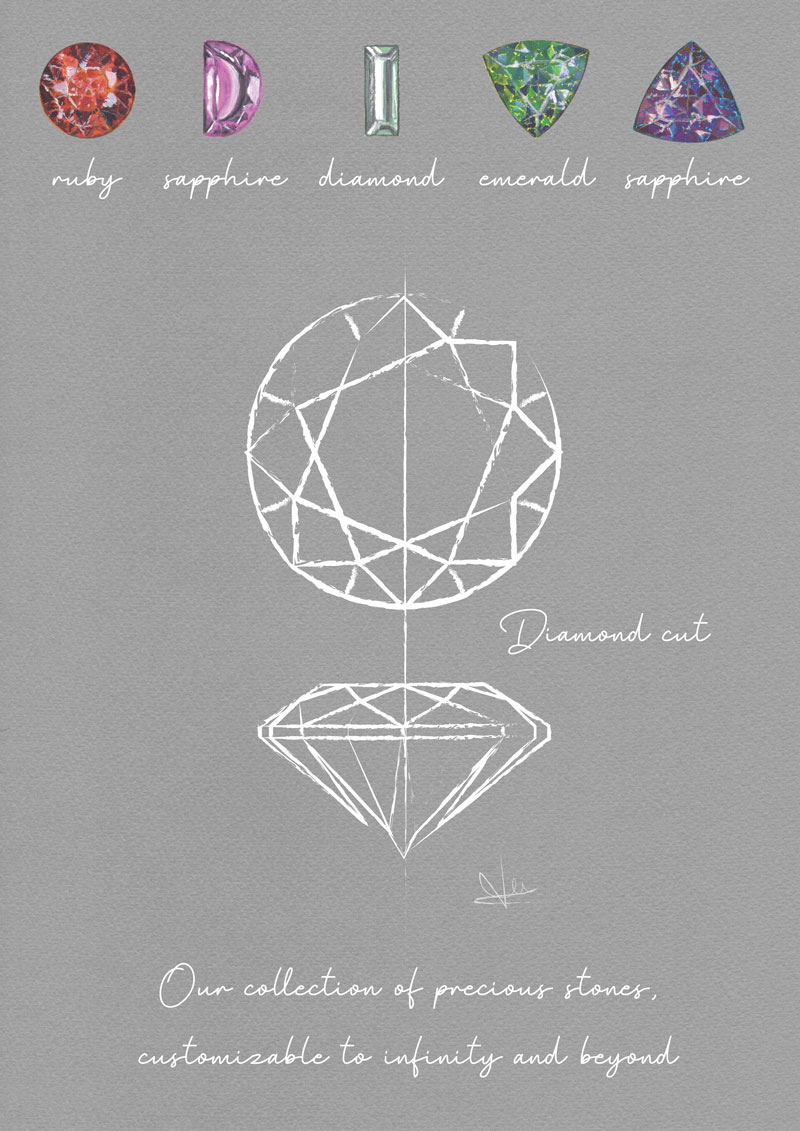 ruby sapphire diamond emerald sapphire
Diamond cut
Our collection of precious stones,
customizable to infinity and beyond